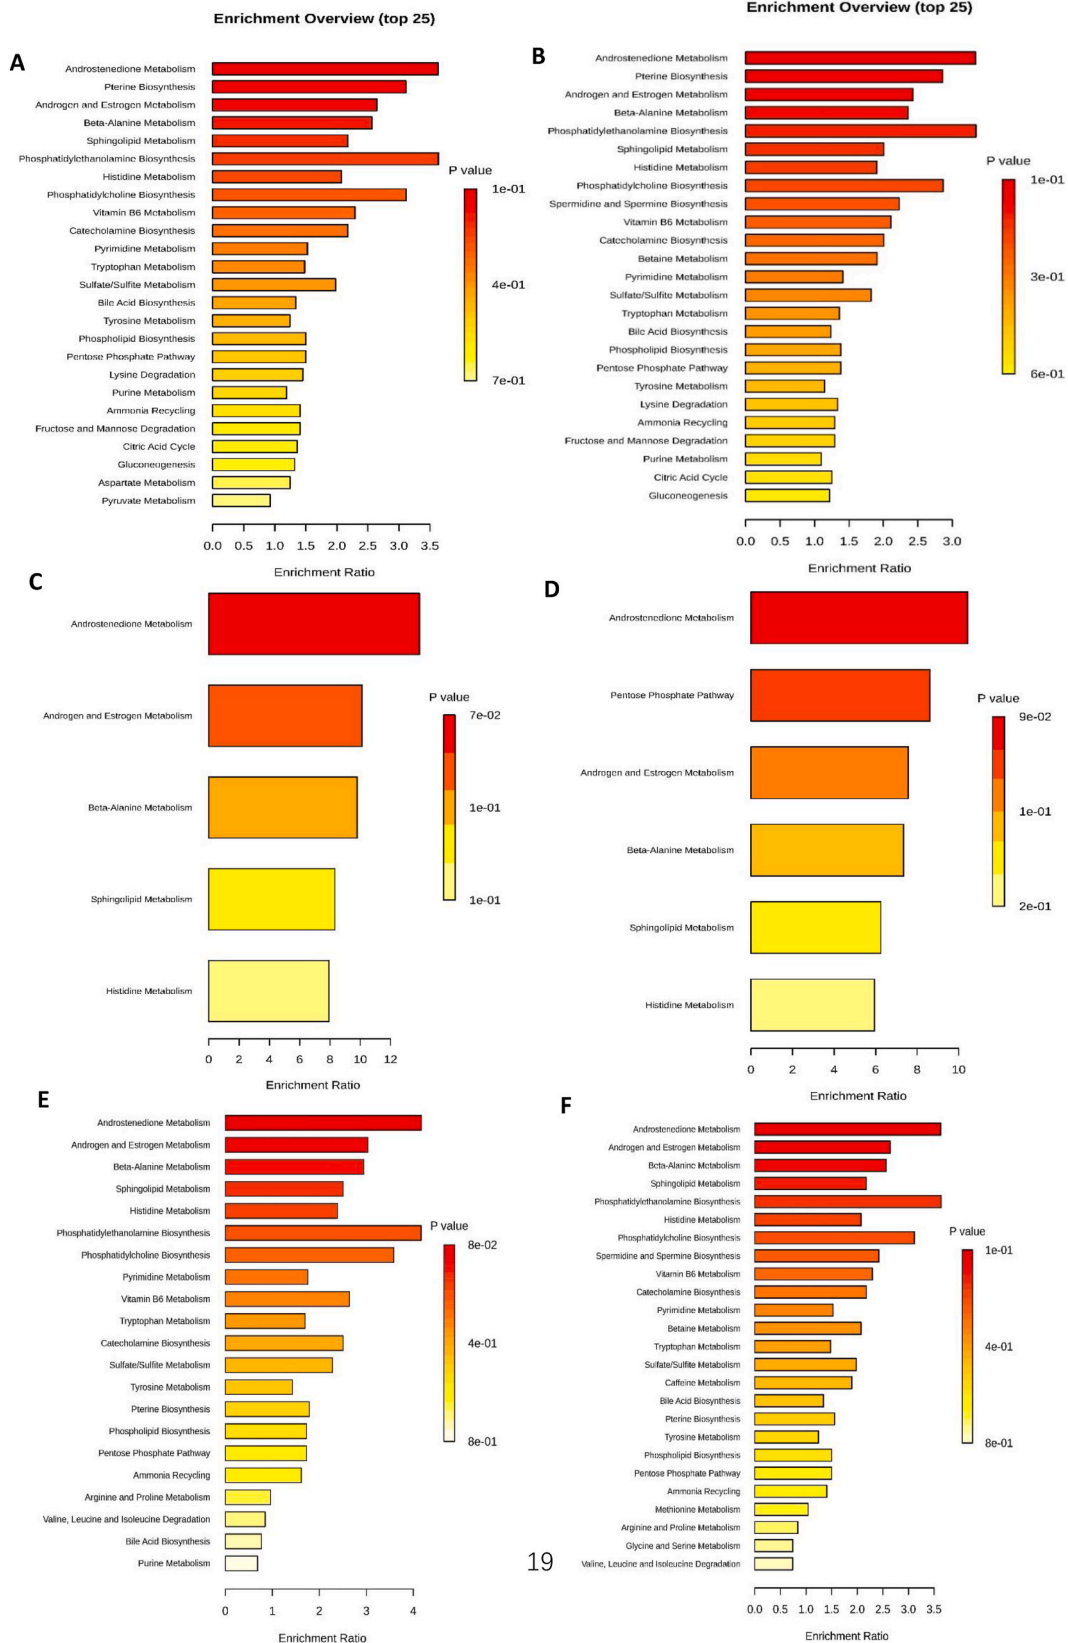 Enrichment Overview (top 25)
A
Androstenedione Metabolism
Pterine Biosynthesis
Androgen and Estrogen Metabolism
Beta-Alanine Metabolism
Sphingolipid Metabolism
Phosphatidylethanolamine Biosynthesis
Histidine Metabolism
Phosphatidylcholine Biosynthesis
Vitamin B6 Metabolism
Catecholamine Biosynthesis
Pyrimidine Metabolism
Tryptophan Metabolism
Sulfate/Sulfite Metabolism
Bile Acid Biosynthesis
Tyrosine Metabolism
Phospholipid Biosynthesis
Pentose Phosphate Pathway
Lysine Degradation
Purine Metabolism
Ammonia Recycling
Fructose and Mannose Degradation
Citric Acid Cycle
Gluconeogenesis
Aspartate Metabolism
Pyruvate Metabolism
P value
1e-01
4e-01
7e-01
0.0 0.5 1.0 1.5 2.0 2.5 3.0 3.5
Enrichment Ratio
Enrichment Overview (top 25)
B
Androstenedione Metabolism
Pterine Biosynthesis
Androgen and Estrogen Metabolism
Beta-Alanine Metabolism
Phosphatidylethanolamine Biosynthesis
Sphingolipid Metabolism
Histidine Metabolism
Phosphatidylcholine Biosynthesis
Spermidine and Spermine Biosynthesis
Vitamin B6 Metabolism
Catecholamine Biosynthesis
Betaine Metabolism
Pyrimidine Metabolism
Sulfate/Sulfite Metabolism
Tryptophan Metabolism
Bile Acid Biosynthesis
Phospholipid Biosynthesis
Pentose Phosphate Pathway
Tyrosine Metabolism
Lysine Degradation
Ammonia Recycling
Fructose and Mannose Degradation
Purine Metabolism
Citric Acid Cycle
Gluconeogenesis
P value
1e-01
3e-01
6e-01
0.0 0.5 1.0 1.5 2.0 2.5 3.0
Enrichment Ratio
C
Androstenedione Metabolism
Androgen and Estrogen Metabolism
Beta-Alanine Metabolism
Sphingolipid Metabolism
Histidine Metabolism
P value
7e-02
1e-01
1e-01
0 2 4 6 8 10 12
Enrichment Ratio
D
Androstenedione Metabolism
Pentose Phosphate Pathway
Androgen and Estrogen Metabolism
Beta-Alanine Metabolism
Sphingolipid Metabolism
Histidine Metabolism
P value
9e-02
1e-01
2e-01
0 2 4 6 8 10
Enrichment Ratio
E
Androstenedione Metabolism
Androgen and Estrogen Metabolism
Beta-Alanine Metabolism
Sphingolipid Metabolism
Histidine Metabolism
Phosphatidylethanolamine Biosynthesis
Phosphatidylcholine Biosynthesis
Pyrimidine Metabolism
Vitamin B6 Metabolism
Tryptophan Metabolism
Catecholamine Biosynthesis
Sulfate/Sulfite Metabolism
Tyrosine Metabolism
Pterine Biosynthesis
Phospholipid Biosynthesis
Pentose Phosphate Pathway
Ammonia Recycling
Arginine and Proline Metabolism
Valine, Leucine and Isoleucine Degradation
Bile Acid Biosynthesis
Purine Metabolism
P value
8e-02
4e-01
8e-01
0 1 2 3 4
Enrichment Ratio
F
Androstenedione Metabolism
Androgen and Estrogen Metabolism
Beta-Alanine Metabolism
Sphingolipid Metabolism
Phosphatidylethanolamine Biosynthesis
Histidine Metabolism
Phosphatidylcholine Biosynthesis
Spermidine and Spermine Biosynthesis
Vitamin B6 Metabolism
Catecholamine Biosynthesis
Pyrimidine Metabolism
Betaine Metabolism
Tryptophan Metabolism
Sulfate/Sulfite Metabolism
Caffeine Metabolism
Bile Acid Biosynthesis
Pterine Biosynthesis
Tyrosine Metabolism
Phospholipid Biosynthesis
Pentose Phosphate Pathway
Ammonia Recycling
Methionine Metabolism
Arginine and Proline Metabolism
Glycine and Serine Metabolism
Valine, Leucine and Isoleucine Degradation
P value
1e-01
4e-01
8e-01
0.0 0.5 1.0 1.5 2.0 2.5 3.0 3.5
Enrichment Ratio
19